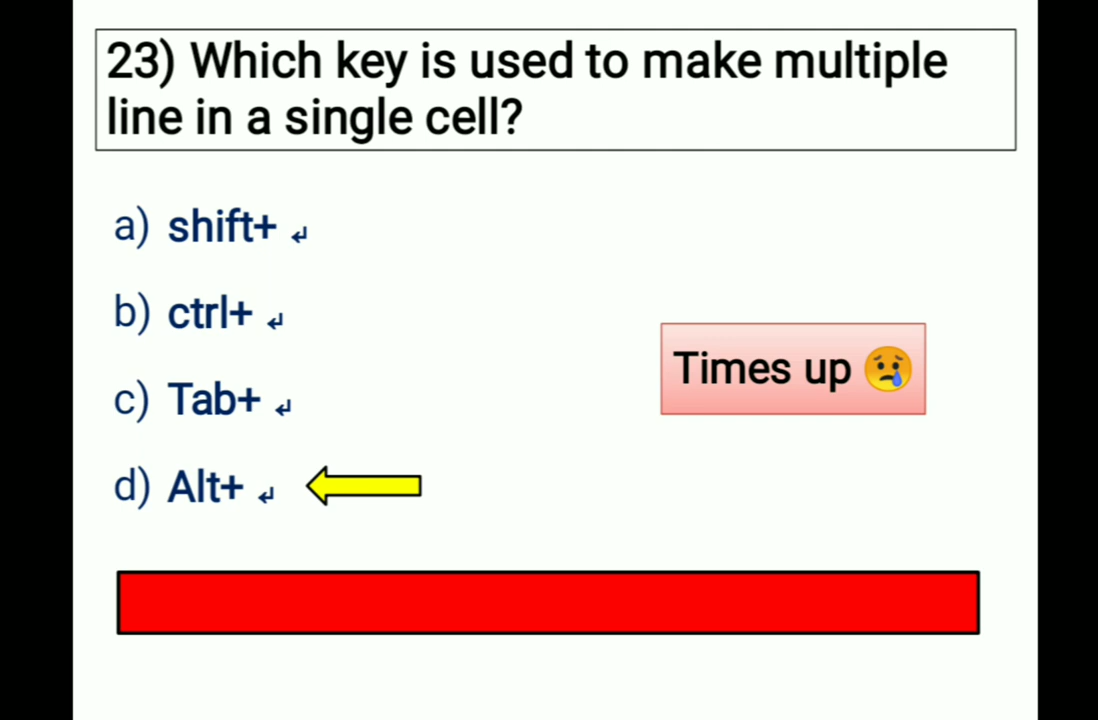 23) Which key is used to make multiple
line in a single cell?
a) shift+ ↲
b) ctrl+ ↲
Times up 😢
c) Tab+ ↲
d) Alt+ ↲